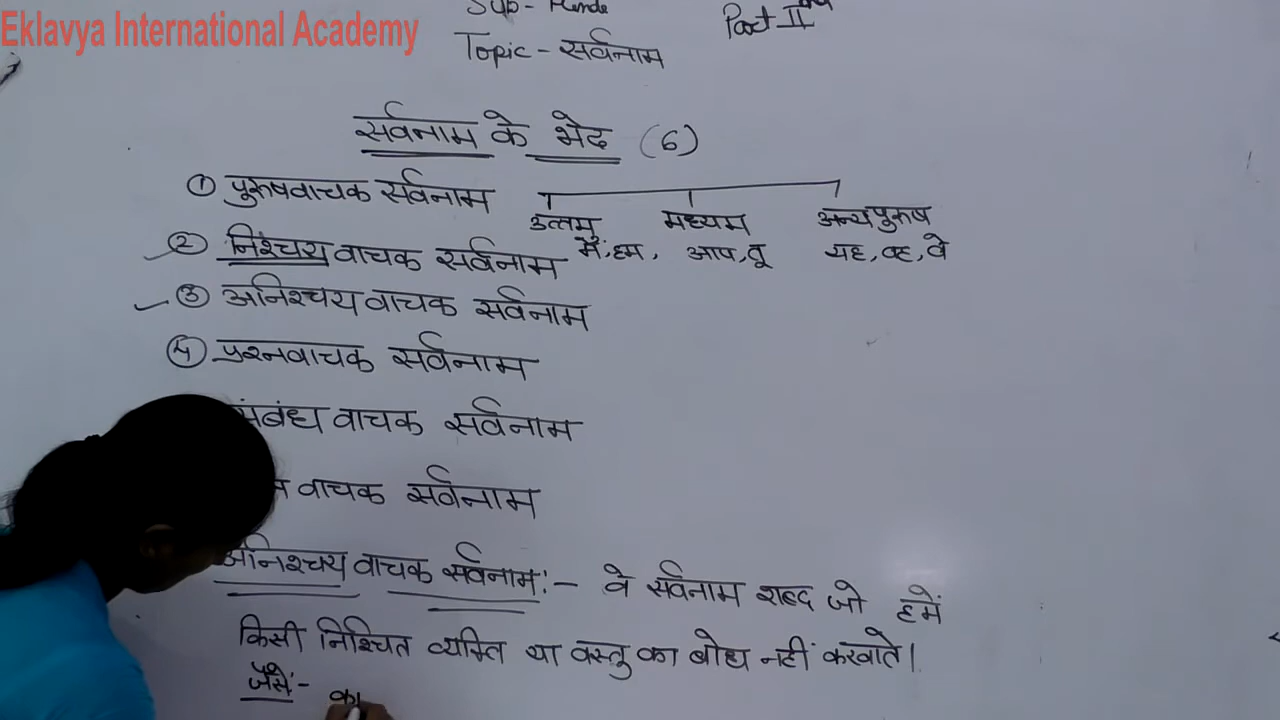 Eklavya International Academy
Sub- Hinde
Part II
Topic - सर्वनाम
सर्वनाम के भेद (6)
① पुरुषवाचक सर्वनाम
उत्तम मध्यम अन्यपुरुष
मैं, हम, आप, तू यह, वह, वे
② निश्चय वाचक सर्वनाम
③ अनिश्चय वाचक सर्वनाम
④ प्रश्नवाचक सर्वनाम
संबंध वाचक सर्वनाम
वाचक सर्वनाम
अनिश्चय वाचक सर्वनाम:- वे सर्वनाम शब्द जो हमें
किसी निश्चित व्यक्ति या वस्तु का बोध नहीं करवाते।
जैसे:- का